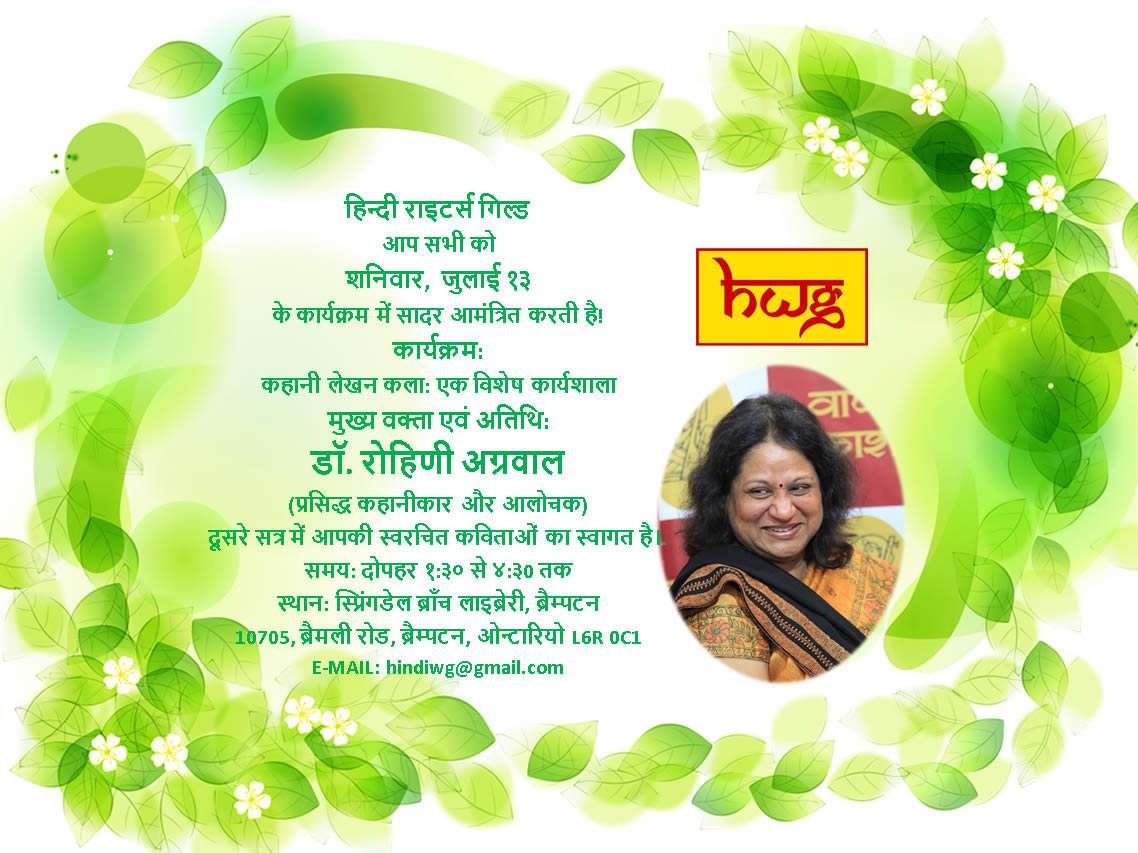 हिन्दी राइटर्स गिल्ड
आप सभी को
शनिवार, जुलाई १३
के कार्यक्रम में सादर आमंत्रित करती है!
कार्यक्रम:
कहानी लेखन कला: एक विशेष कार्यशाला
मुख्य वक्ता एवं अतिथि:
डॉ. रोहिणी अग्रवाल
(प्रसिद्ध कहानीकार और आलोचक)
दूसरे सत्र में आपकी स्वरचित कविताओं का स्वागत है।.
समय: दोपहर १:३० से ४:30 तक
स्थान: स्प्रिंगडेल ब्राँच लाइब्रेरी, ब्रैम्पटन
10705, ब्रैमली रोड, ब्रैम्पटन, ओन्टारियो L6R 0C1
E-MAIL: hindiwg@gmail.com
hwg